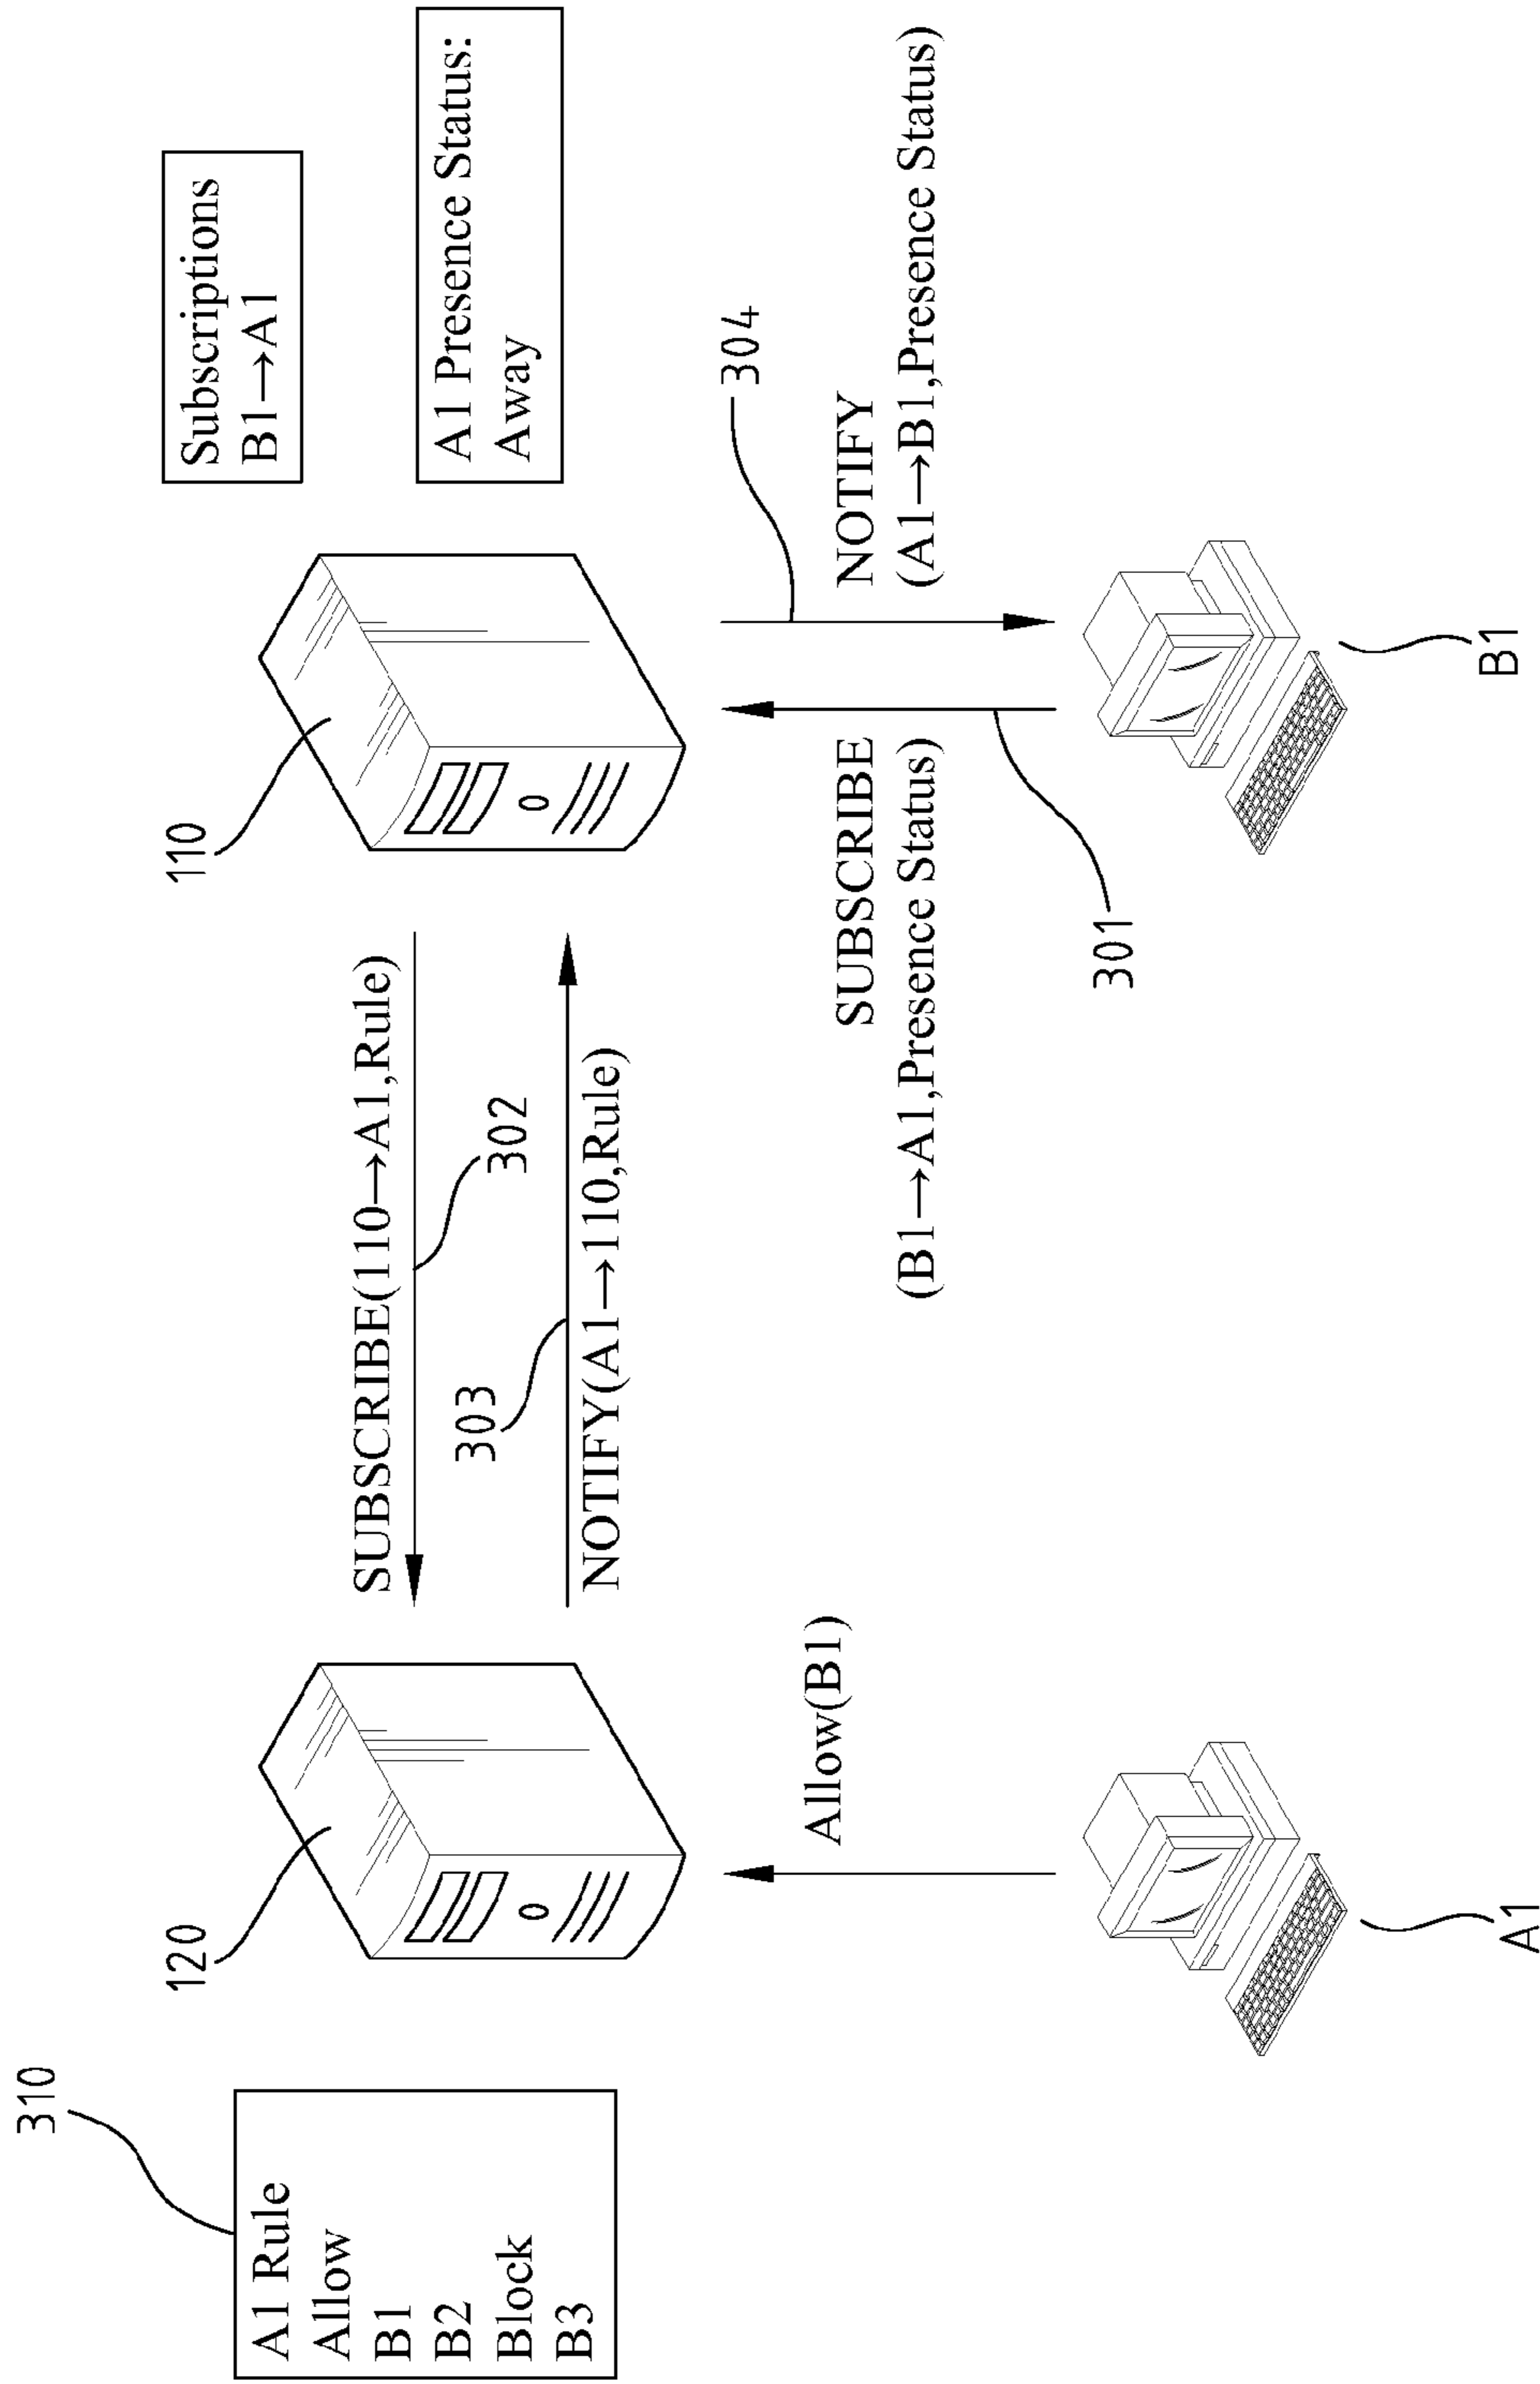 310
A1 Rule
Allow
B1
B2
Block
B3
120
110
Subscriptions
B1→A1
A1 Presence Status:
Away
SUBSCRIBE(110→A1,Rule)
302
303
NOTIFY(A1→110,Rule)
Allow(B1)
SUBSCRIBE
(B1→A1,Presence Status)
301
304
NOTIFY
(A1→B1,Presence Status)
A1
B1